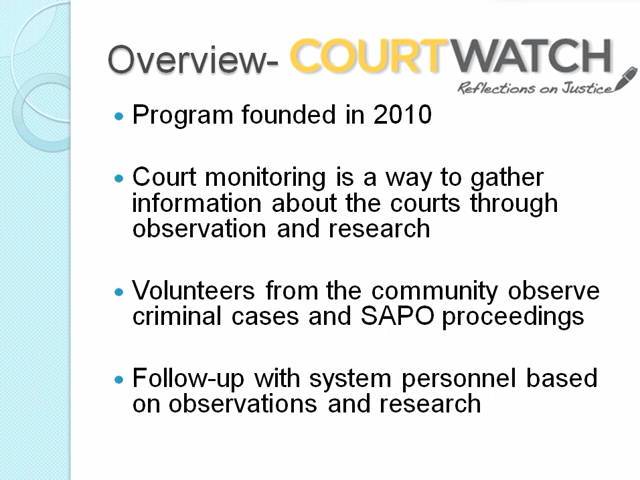 Overview- COURTWATCH
Reflections on Justice
• Program founded in 2010
• Court monitoring is a way to gather
information about the courts through
observation and research
• Volunteers from the community observe
criminal cases and SAPO proceedings
• Follow-up with system personnel based
on observations and research